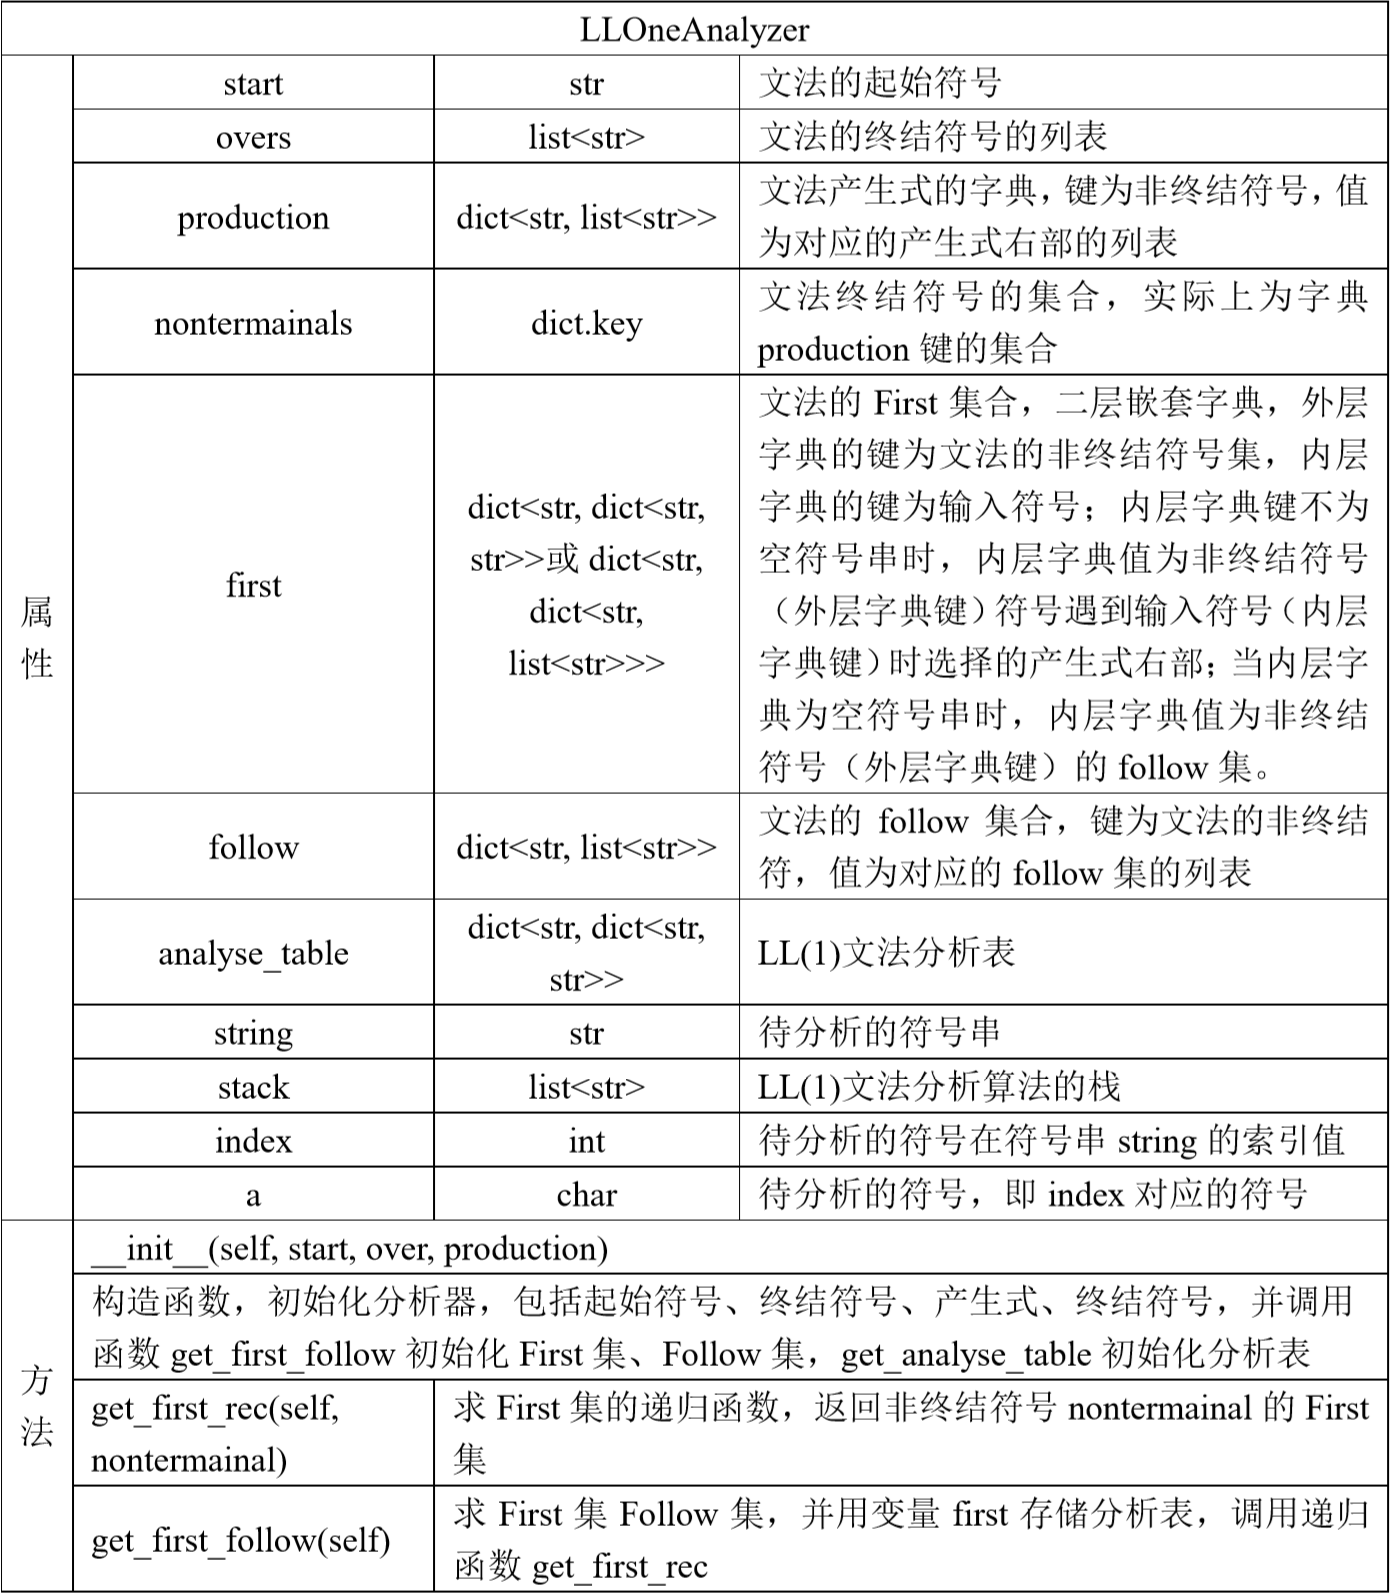 LLOneAnalyzer
属
性
start
str
文法的起始符号
overs
list<str>
文法的终结符号的列表
production
dict<str, list<str>>
文法产生式的字典，键为非终结符号，值
为对应的产生式右部的列表
nontermainals
dict.key
文法终结符号的集合，实际上为字典
production 键的集合
first
dict<str, dict<str,
str>>或 dict<str,
dict<str,
list<str>>>
文法的 First 集合，二层嵌套字典，外层
字典的键为文法的非终结符号集，内层
字典的键为输入符号；内层字典键不为
空符号串时，内层字典值为非终结符号
（外层字典键）符号遇到输入符号（内层
字典键）时选择的产生式右部；当内层字
典为空符号串时，内层字典值为非终结
符号（外层字典键）的 follow 集。
follow
dict<str, list<str>>
文法的 follow 集合，键为文法的非终结
符，值为对应的 follow 集的列表
analyse_table
dict<str, dict<str,
str>>
LL(1)文法分析表
string
str
待分析的符号串
stack
list<str>
LL(1)文法分析算法的栈
index
int
待分析的符号在符号串 string 的索引值
a
char
待分析的符号，即 index 对应的符号
方
法
__init__(self, start, over, production)
构造函数，初始化分析器，包括起始符号、终结符号、产生式、终结符号，并调用
函数 get_first_follow 初始化 First 集、Follow 集，get_analyse_table 初始化分析表
get_first_rec(self,
nontermainal)
求 First 集的递归函数，返回非终结符号 nontermainal 的 First
集
get_first_follow(self)
求 First 集 Follow 集，并用变量 first 存储分析表，调用递归
函数 get_first_rec